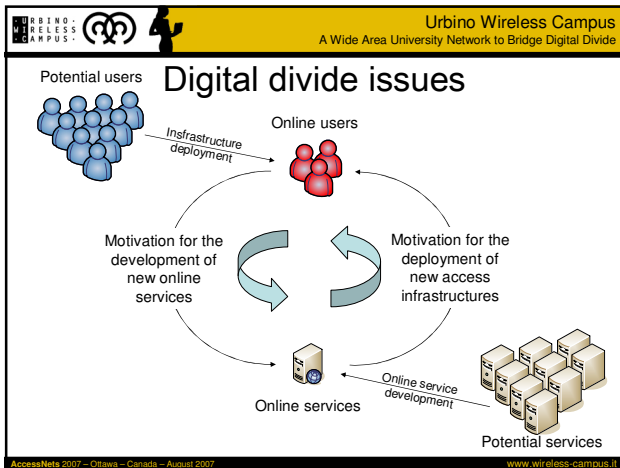 URBINO
WIRELESS
CAMPUS
Urbino Wireless Campus
A Wide Area University Network to Bridge Digital Divide
Digital divide issues
Potential users
Online users
Insfrastructure
deployment
Motivation for the
development of
new online
services
Motivation for the
deployment of
new access
infrastructures
Online services
Online service
development
Potential services
AccessNets 2007 – Ottawa – Canada – August 2007
www.wireless-campus.it